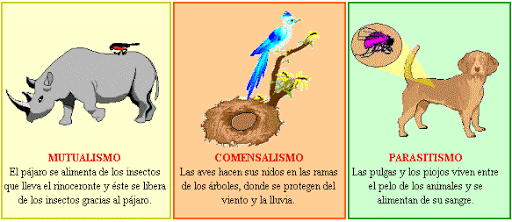 MUTUALISMO
El pájaro se alimenta de los insectos
que lleva el rinoceronte y éste se libera
de los insectos gracias al pájaro.
COMENSALISMO
Las aves hacen sus nidos en las ramas
de los árboles, donde se protegen del
viento y la lluvia.
PARASITISMO
Las pulgas y los piojos viven entre
el pelo de los animales y se
alimentan de su sangre.